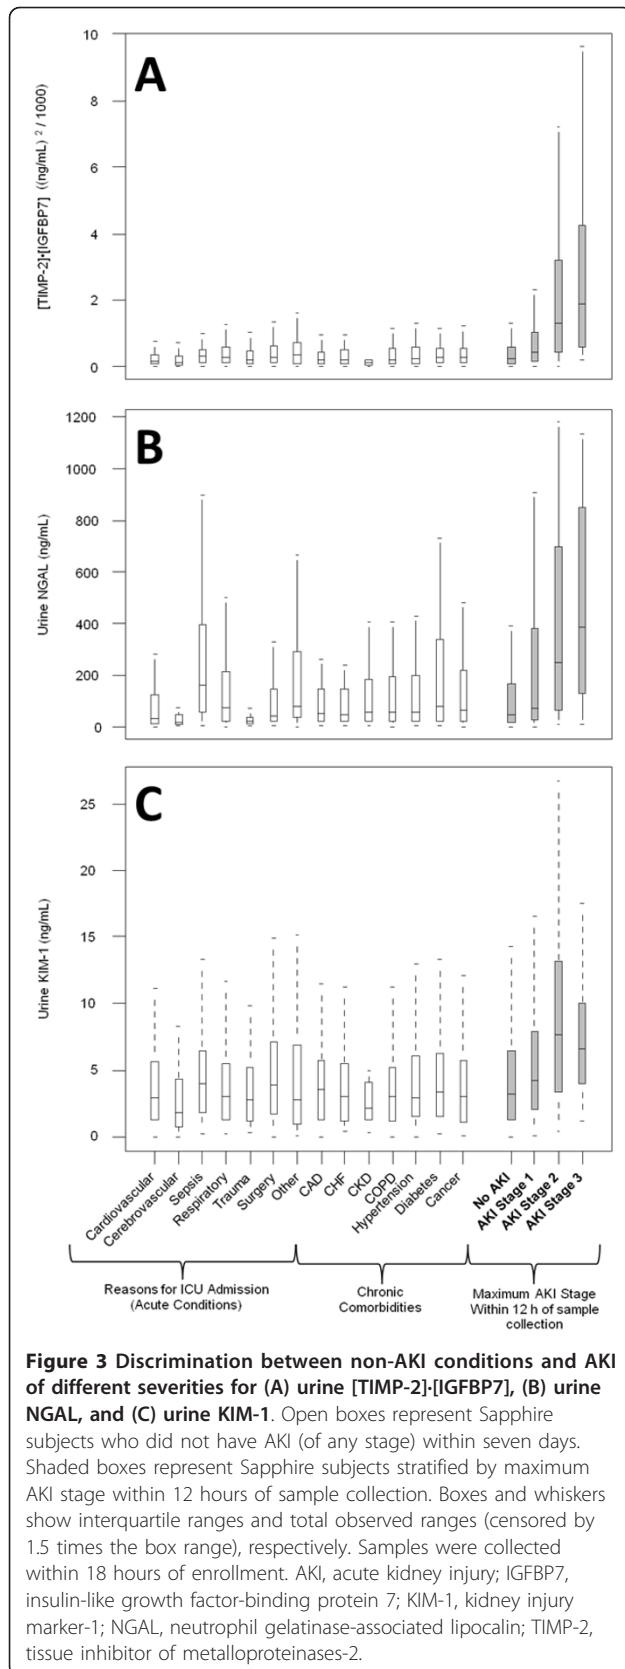 A
[TIMP-2]·[IGFBP7] ((ng/mL) 2 / 1000)
10
8
6
4
2
0
B
Urine NGAL (ng/mL)
1200
1000
800
600
400
200
0
C
Urine KIM-1 (ng/mL)
25
20
15
10
5
0
Cardiovascular
Cerebrovascular
Sepsis
Respiratory
Trauma
Surgery
Other
CAD
CHF
CKD
COPD
Hypertension
Diabetes
Cancer
No AKI
AKI Stage 1
AKI Stage 2
AKI Stage 3
Reasons for ICU Admission
(Acute Conditions)
Chronic
Comorbidities
Maximum AKI Stage
Within 12 h of sample
collection
Figure 3 Discrimination between non-AKI conditions and AKI
of different severities for (A) urine [TIMP-2]·[IGFBP7], (B) urine
NGAL, and (C) urine KIM-1. Open boxes represent Sapphire
subjects who did not have AKI (of any stage) within seven days.
Shaded boxes represent Sapphire subjects stratified by maximum
AKI stage within 12 hours of sample collection. Boxes and whiskers
show interquartile ranges and total observed ranges (censored by
1.5 times the box range), respectively. Samples were collected
within 18 hours of enrollment. AKI, acute kidney injury; IGFBP7,
insulin-like growth factor-binding protein 7; KIM-1, kidney injury
marker-1; NGAL, neutrophil gelatinase-associated lipocalin; TIMP-2,
tissue inhibitor of metalloproteinases-2.